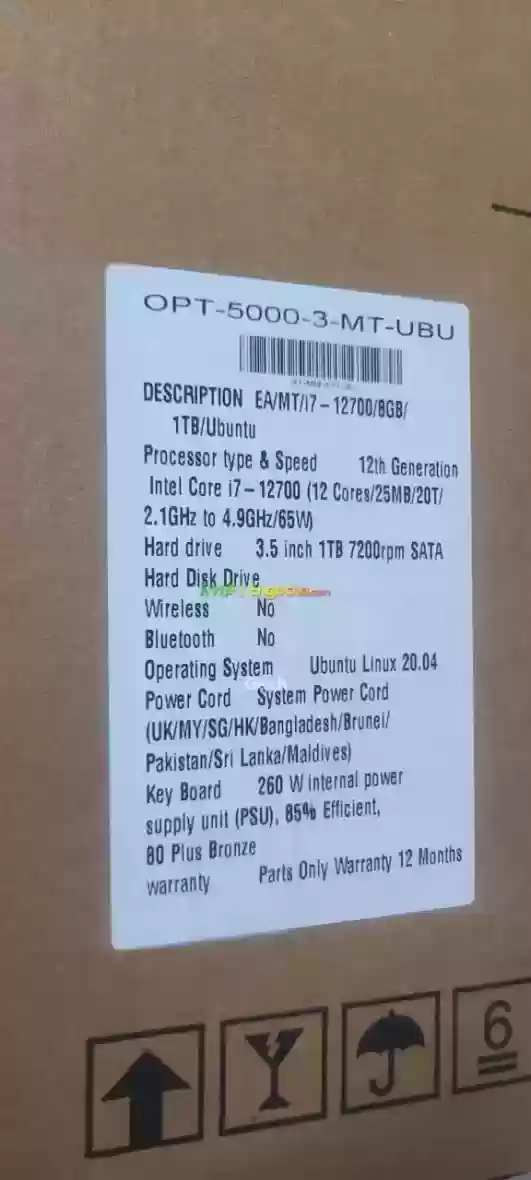 OPT-5000-3-MT-UBU
DESCRIPTION EA/MT/i7-12700/8GB/
1TB/Ubuntu
Processor type & Speed 12th Generation
Intel Core i7-12700 (12 Cores/25MB/20T/
2.1GHz to 4.9GHz/65W)
Hard drive 3.5 inch 1TB 7200rpm SATA
Hard Disk Drive
Wireless No
Bluetooth No
Operating System Ubuntu Linux 20.04
Power Cord System Power Cord
(UK/MY/SG/HK/Bangladesh/Brunei/
Pakistan/Sri Lanka/Maldives)
Key Board 260 W internal power
supply unit (PSU), 85% Efficient,
80 Plus Bronze
warranty Parts Only Warranty 12 Months
6